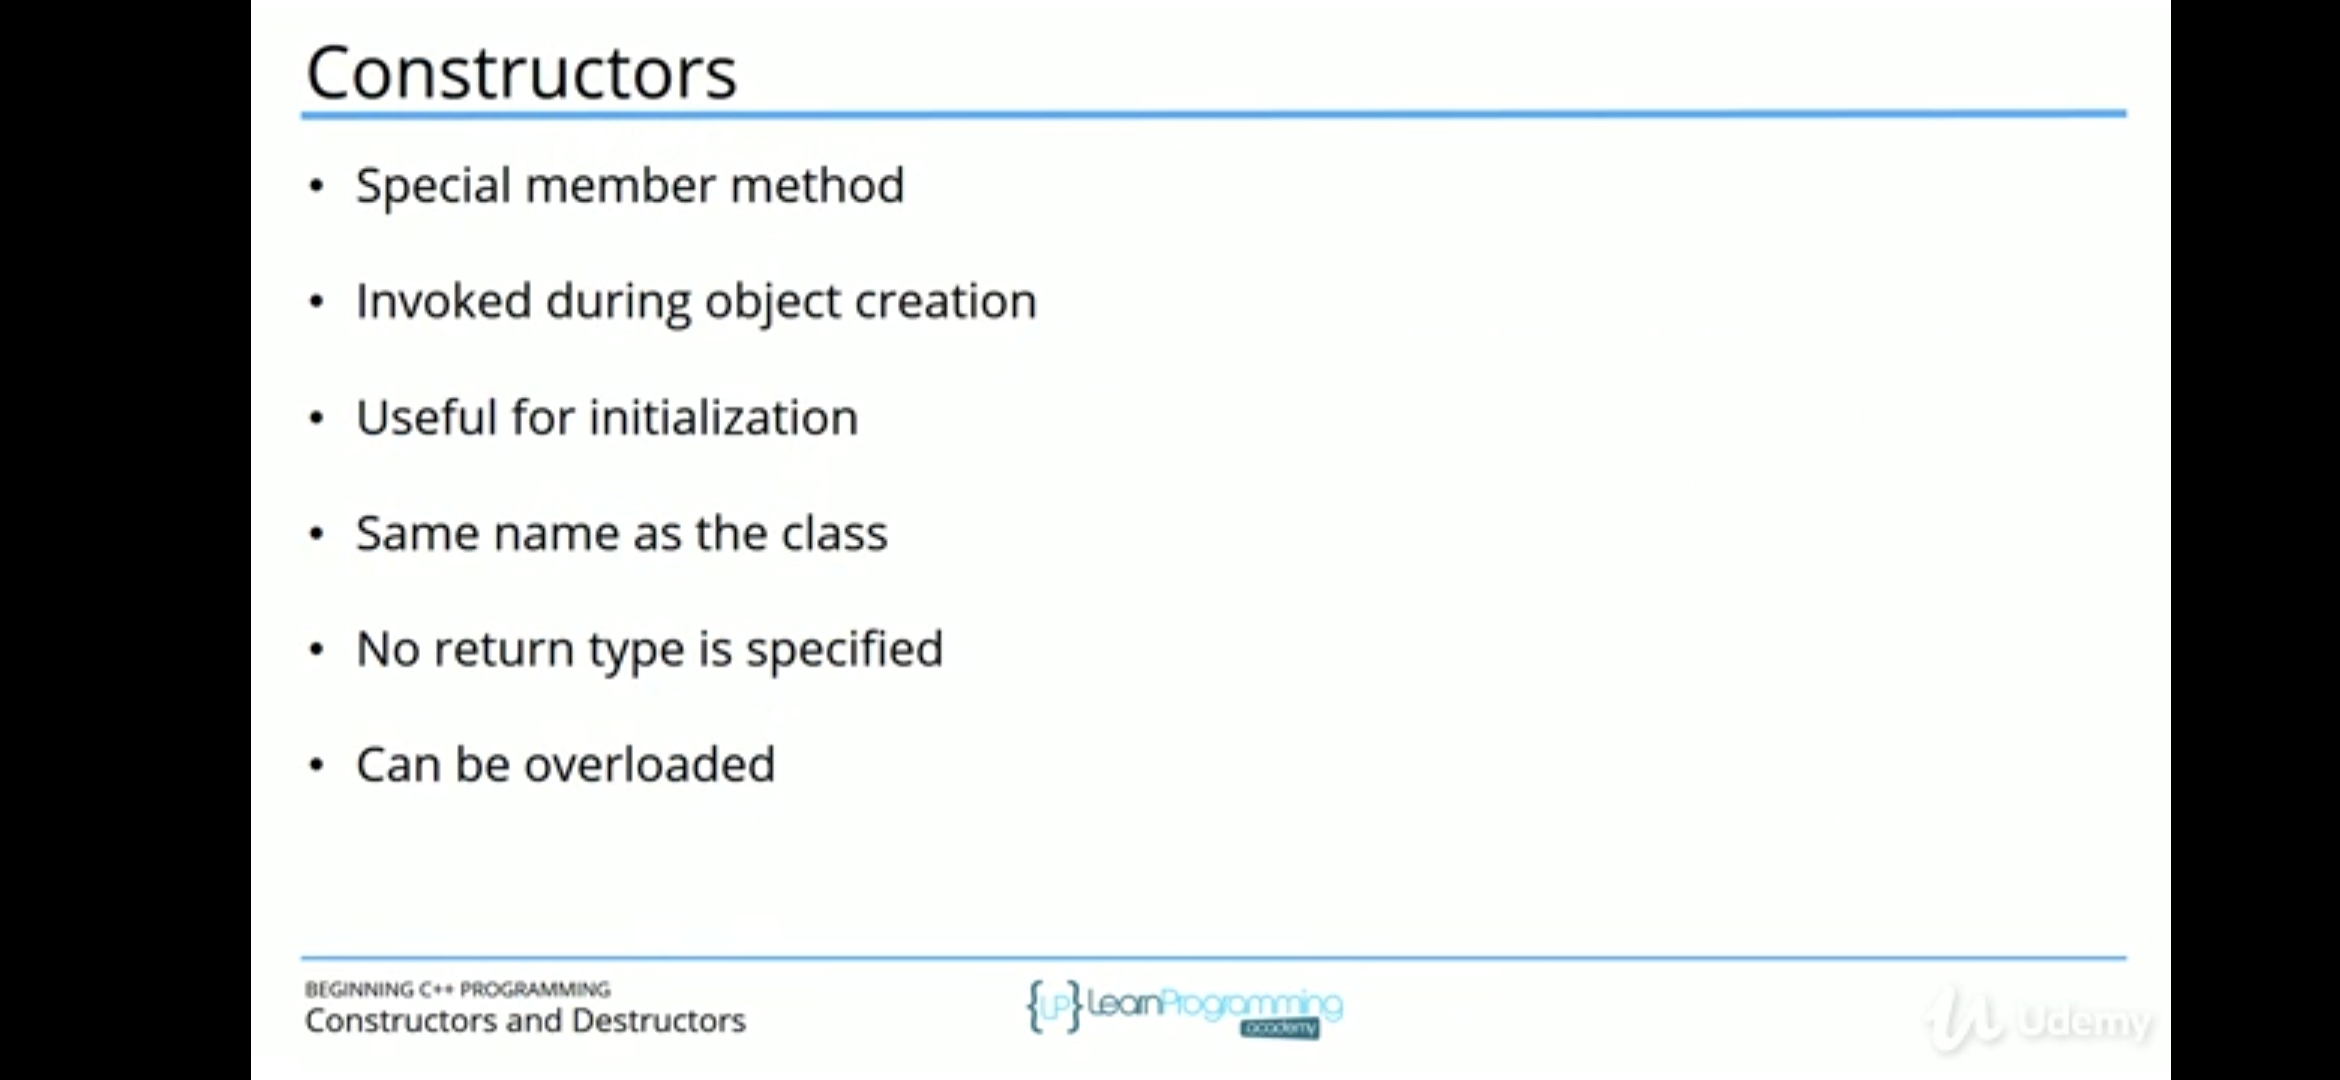 Constructors
• Special member method
• Invoked during object creation
• Useful for initialization
• Same name as the class
• No return type is specified
• Can be overloaded
BEGINNING C++ PROGRAMMING
Constructors and Destructors
{LP} LearnProgramming
academy
Udemy